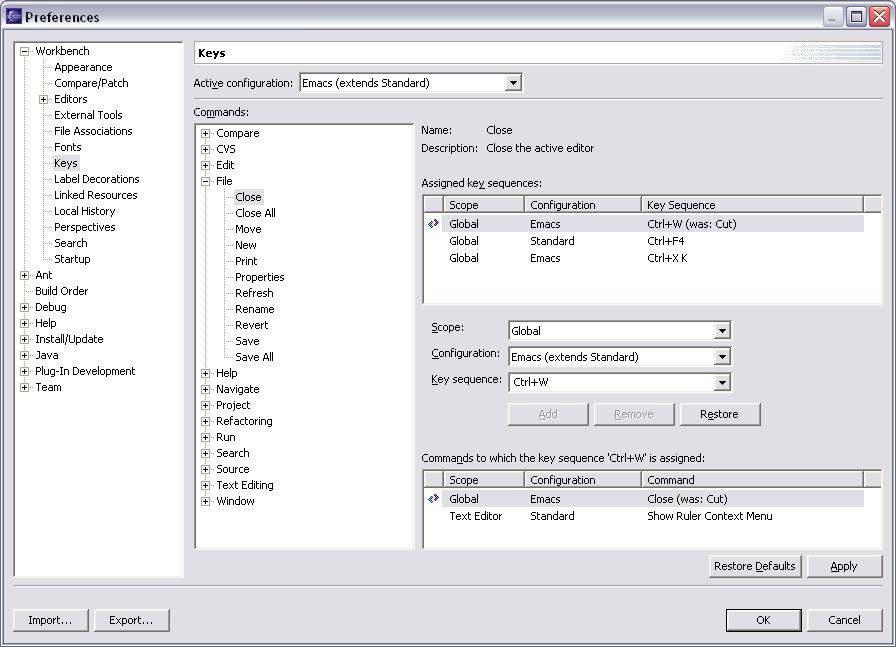 Preferences
Workbench
Appearance
Compare/Patch
Editors
External Tools
File Associations
Fonts
Keys
Label Decorations
Linked Resources
Local History
Perspectives
Search
Startup
Ant
Build Order
Debug
Help
Install/Update
Java
Plug-In Development
Team
Keys
Active configuration: Emacs (extends Standard)
Commands:
Compare
CVS
Edit
File
Close
Close All
Move
New
Print
Properties
Refresh
Rename
Revert
Save
Save All
Help
Navigate
Project
Refactoring
Run
Search
Source
Text Editing
Window
Name: Close
Description: Close the active editor
Assigned key sequences:
Scope Configuration Key Sequence
Global Emacs Ctrl+W (was: Cut)
Global Standard Ctrl+F4
Global Emacs Ctrl+X K
Scope: Global
Configuration: Emacs (extends Standard)
Key sequence: Ctrl+W
Add Remove Restore
Commands to which the key sequence 'Ctrl+W' is assigned:
Scope Configuration Command
Global Emacs Close (was: Cut)
Text Editor Standard Show Ruler Context Menu
Restore Defaults Apply
Import... Export... OK Cancel